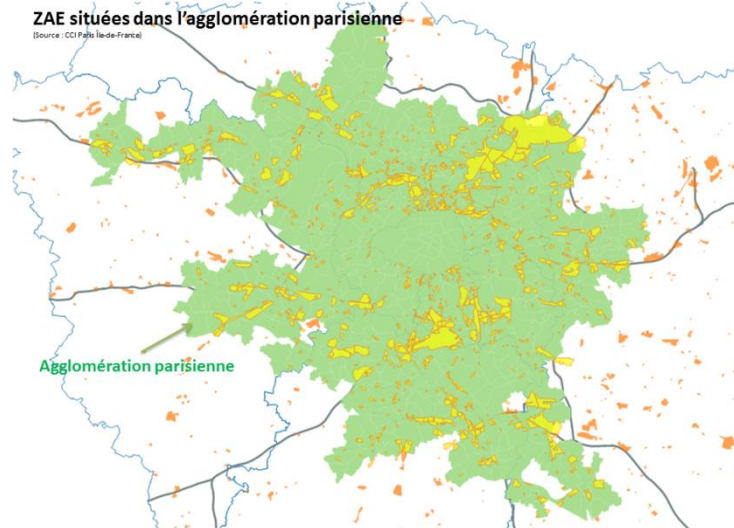 ZAE situées dans l'agglomération parisienne
(Source : CCI Paris Île-de-France)
Agglomération parisienne